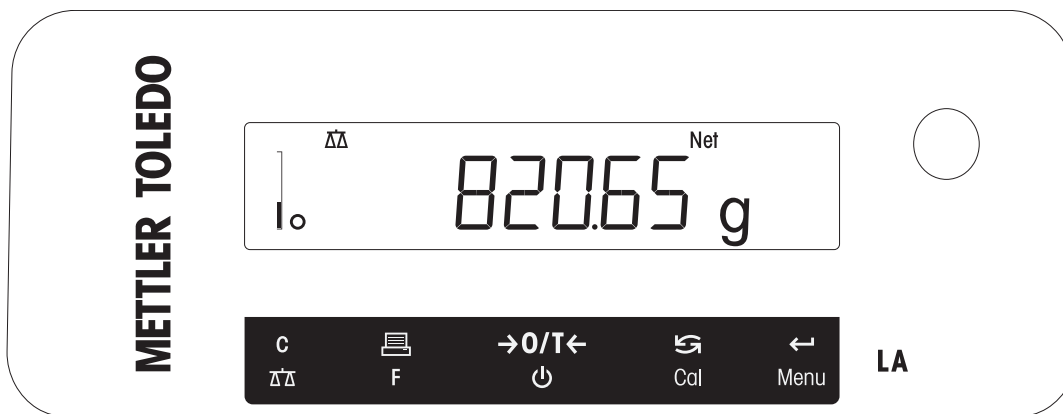 METTLER TOLEDO
Net
820.65 g
C
→0/T←
F
Cal
Menu
LA